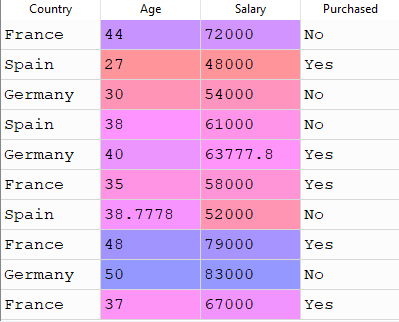 Country Age Salary Purchased
France 44 72000 No
Spain 27 48000 Yes
Germany 30 54000 No
Spain 38 61000 No
Germany 40 63777.8 Yes
France 35 58000 Yes
Spain 38.7778 52000 No
France 48 79000 Yes
Germany 50 83000 No
France 37 67000 Yes